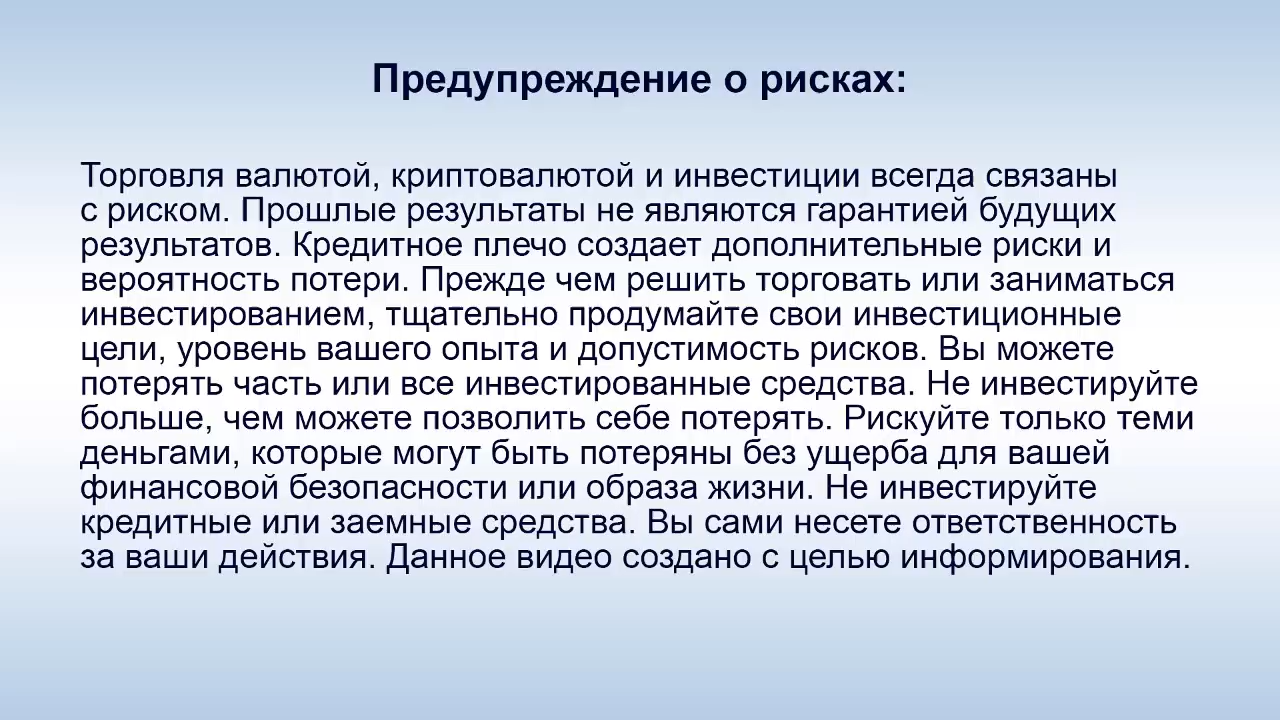 Предупреждение о рисках:
Торговля валютой, криптовалютой и инвестиции всегда связаны
с риском. Прошлые результаты не являются гарантией будущих
результатов. Кредитное плечо создает дополнительные риски и
вероятность потери. Прежде чем решить торговать или заниматься
инвестированием, тщательно продумайте свои инвестиционные
цели, уровень вашего опыта и допустимость рисков. Вы можете
потерять часть или все инвестированные средства. Не инвестируйте
больше, чем можете позволить себе потерять. Рискуйте только теми
деньгами, которые могут быть потеряны без ущерба для вашей
финансовой безопасности или образа жизни. Не инвестируйте
кредитные или заемные средства. Вы сами несете ответственность
за ваши действия. Данное видео создано с целью информирования.